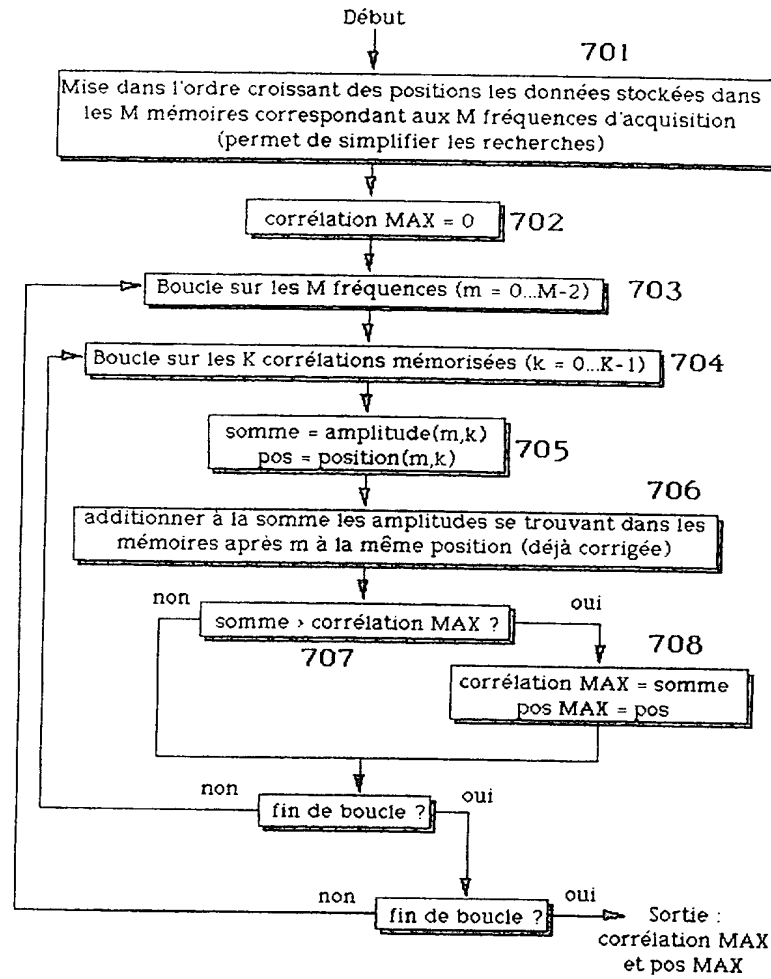 Début
701
Mise dans l'ordre croissant des positions les données stockées dans
les M mémoires correspondant aux M fréquences d'acquisition
(permet de simplifier les recherches)
corrélation MAX = 0
702
Boucle sur les M fréquences (m = 0...M-2)
703
Boucle sur les K corrélations mémorisées (k = 0...K-1)
704
somme = amplitude(m,k)
pos = position(m,k)
705
706
additionner à la somme les amplitudes se trouvant dans les
mémoires après m à la même position (déjà corrigée)
non
somme > corrélation MAX ?
oui
707
708
corrélation MAX = somme
pos MAX = pos
non
fin de boucle ?
oui
non
fin de boucle ?
oui
Sortie :
corrélation MAX
et pos MAX